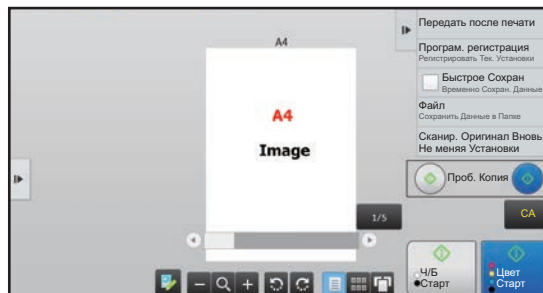 A4
A4
Image
1/5
Передать после печати
Програм. регистрация
Регистрировать Тек. Установки
Быстрое Сохран
Временно Сохран. Данные
Файл
Сохранить Данные в Папке
Сканир. Оригинал Вновь
Не меняя Установки
Проб. Копия
CA
Ч/Б
Старт
Цвет
Старт